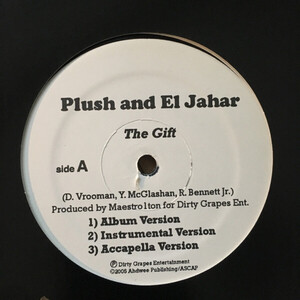 Plush and El Jahar
The Gift
side A
(D. Vrooman, Y. McGlashan, R. Bennett Jr.)
Produced by Maestro1ton for Dirty Grapes Ent.
1) Album Version
2) Instrumental Version
3) Accapella Version
Ⓟ Dirty Grapes Entertainment
©2005 Ahdwee Publishing/ASCAP